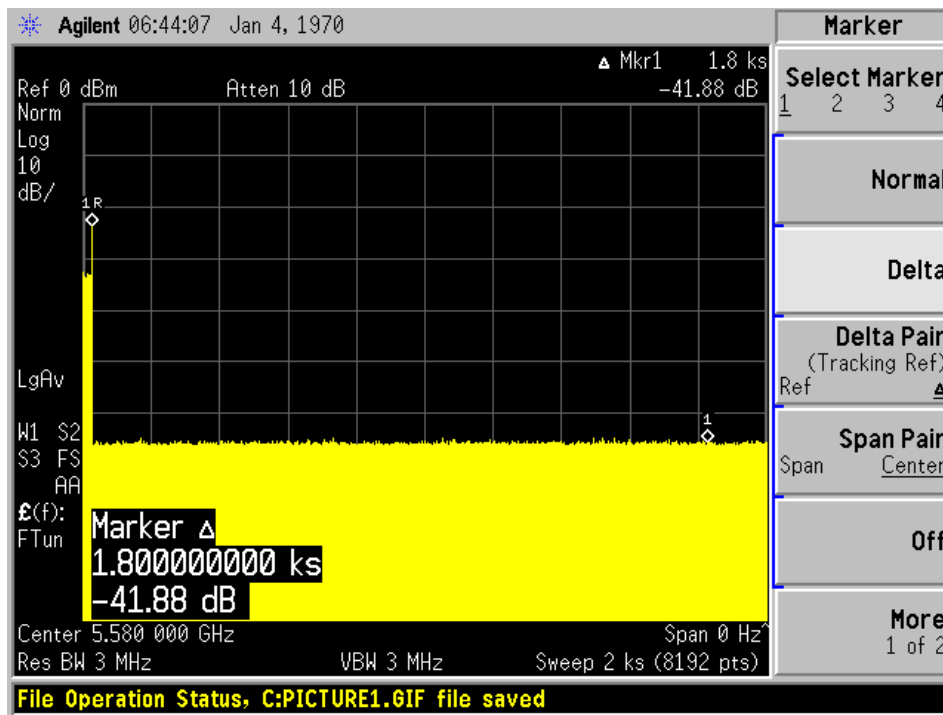 Agilent 06:44:07 Jan 4, 1970
Marker
Δ Mkr1 1.8 ks
Ref 0 dBm Atten 10 dB -41.88 dB
Norm
Log
10
dB/
1R
LgAv
1
W1 S2
S3 FS
AA
£(f):
FTun
Marker Δ
1.800000000 ks
-41.88 dB
Center 5.580 000 GHz Span 0 Hz^
Res BW 3 MHz VBW 3 MHz Sweep 2 ks (8192 pts)
File Operation Status, C:PICTURE1.GIF file saved
Select Marker
1 2 3 4
Normal
Delta
Delta Pair
(Tracking Ref)
Ref Δ
Span Pair
Span Center
Off
More
1 of 2